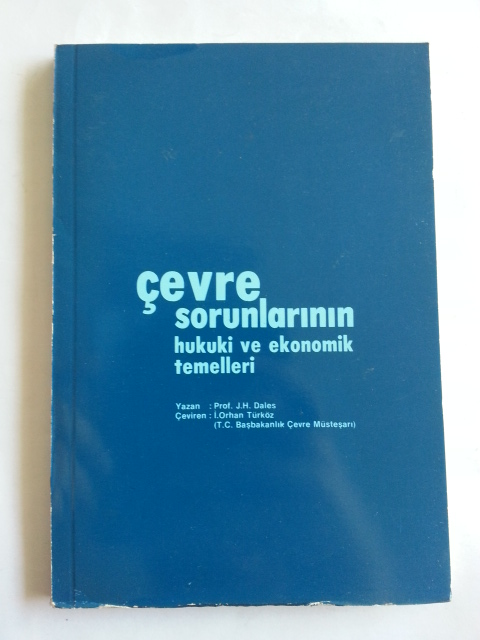 çevre
sorunlarının
hukuki ve ekonomik
temelleri
Yazan : Prof. J.H. Dales
Çeviren : İ.Orhan Türköz
(T.C. Başbakanlık Çevre Müsteşarı)